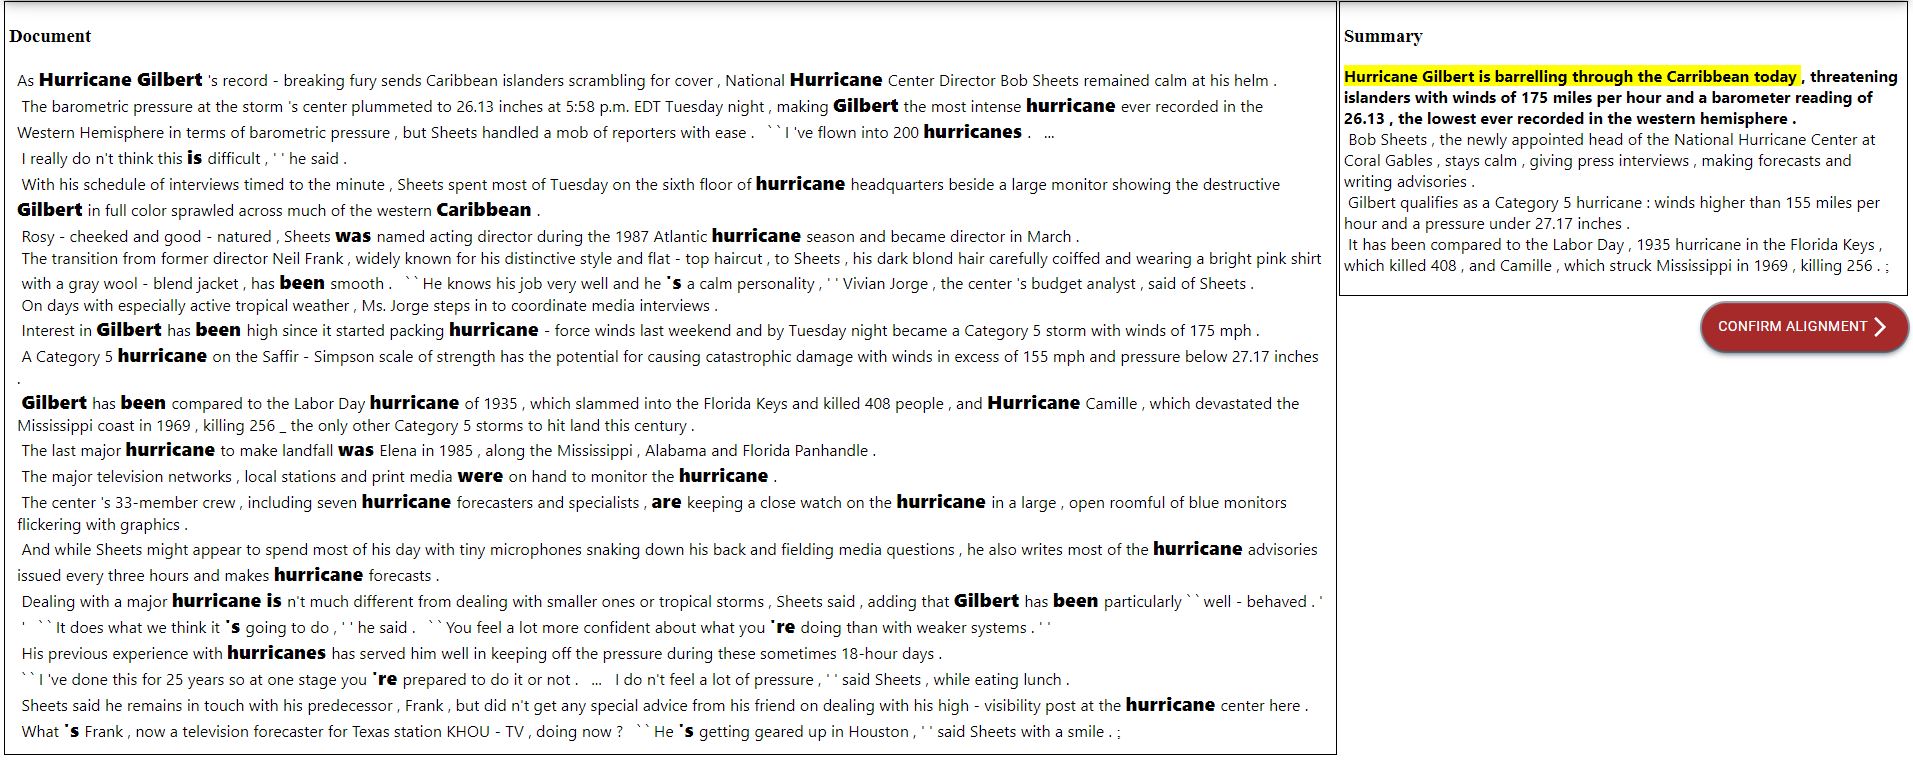 Document
As Hurricane Gilbert 's record - breaking fury sends Caribbean islanders scrambling for cover , National Hurricane Center Director Bob Sheets remained calm at his helm .
The barometric pressure at the storm 's center plummeted to 26.13 inches at 5:58 p.m. EDT Tuesday night , making Gilbert the most intense hurricane ever recorded in the
Western Hemisphere in terms of barometric pressure , but Sheets handled a mob of reporters with ease . ` ` I 've flown into 200 hurricanes . ...
I really do n't think this is difficult , ' ' he said .
With his schedule of interviews timed to the minute , Sheets spent most of Tuesday on the sixth floor of hurricane headquarters beside a large monitor showing the destructive
Gilbert in full color sprawled across much of the western Caribbean .
Rosy - cheeked and good - natured , Sheets was named acting director during the 1987 Atlantic hurricane season and became director in March .
The transition from former director Neil Frank , widely known for his distinctive style and flat - top haircut , to Sheets , his dark blond hair carefully coiffed and wearing a bright pink shirt
with a gray wool - blend jacket , has been smooth . ` ` He knows his job very well and he 's a calm personality , ' ' Vivian Jorge , the center 's budget analyst , said of Sheets .
On days with especially active tropical weather , Ms. Jorge steps in to coordinate media interviews .
Interest in Gilbert has been high since it started packing hurricane - force winds last weekend and by Tuesday night became a Category 5 storm with winds of 175 mph .
A Category 5 hurricane on the Saffir - Simpson scale of strength has the potential for causing catastrophic damage with winds in excess of 155 mph and pressure below 27.17 inches
.
Gilbert has been compared to the Labor Day hurricane of 1935 , which slammed into the Florida Keys and killed 408 people , and Hurricane Camille , which devastated the
Mississippi coast in 1969 , killing 256 _ the only other Category 5 storms to hit land this century .
The last major hurricane to make landfall was Elena in 1985 , along the Mississippi , Alabama and Florida Panhandle .
The major television networks , local stations and print media were on hand to monitor the hurricane .
The center 's 33-member crew , including seven hurricane forecasters and specialists , are keeping a close watch on the hurricane in a large , open roomful of blue monitors
flickering with graphics .
And while Sheets might appear to spend most of his day with tiny microphones snaking down his back and fielding media questions , he also writes most of the hurricane advisories
issued every three hours and makes hurricane forecasts .
Dealing with a major hurricane is n't much different from dealing with smaller ones or tropical storms , Sheets said , adding that Gilbert has been particularly ` ` well - behaved . '
' ` ` It does what we think it 's going to do , ' ' he said . ` ` You feel a lot more confident about what you 're doing than with weaker systems . ' '
His previous experience with hurricanes has served him well in keeping off the pressure during these sometimes 18-hour days .
` ` I 've done this for 25 years so at one stage you 're prepared to do it or not . ... I do n't feel a lot of pressure , ' ' said Sheets , while eating lunch .
Sheets said he remains in touch with his predecessor , Frank , but did n't get any special advice from his friend on dealing with his high - visibility post at the hurricane center here .
What 's Frank , now a television forecaster for Texas station KHOU - TV , doing now ? ` ` He 's getting geared up in Houston , ' ' said Sheets with a smile . ;
Summary
Hurricane Gilbert is barrelling through the Carribbean today , threatening
islanders with winds of 175 miles per hour and a barometer reading of
26.13 , the lowest ever recorded in the western hemisphere .
Bob Sheets , the newly appointed head of the National Hurricane Center at
Coral Gables , stays calm , giving press interviews , making forecasts and
writing advisories .
Gilbert qualifies as a Category 5 hurricane : winds higher than 155 miles per
hour and a pressure under 27.17 inches .
It has been compared to the Labor Day , 1935 hurricane in the Florida Keys ,
which killed 408 , and Camille , which struck Mississippi in 1969 , killing 256 . ;
CONFIRM ALIGNMENT